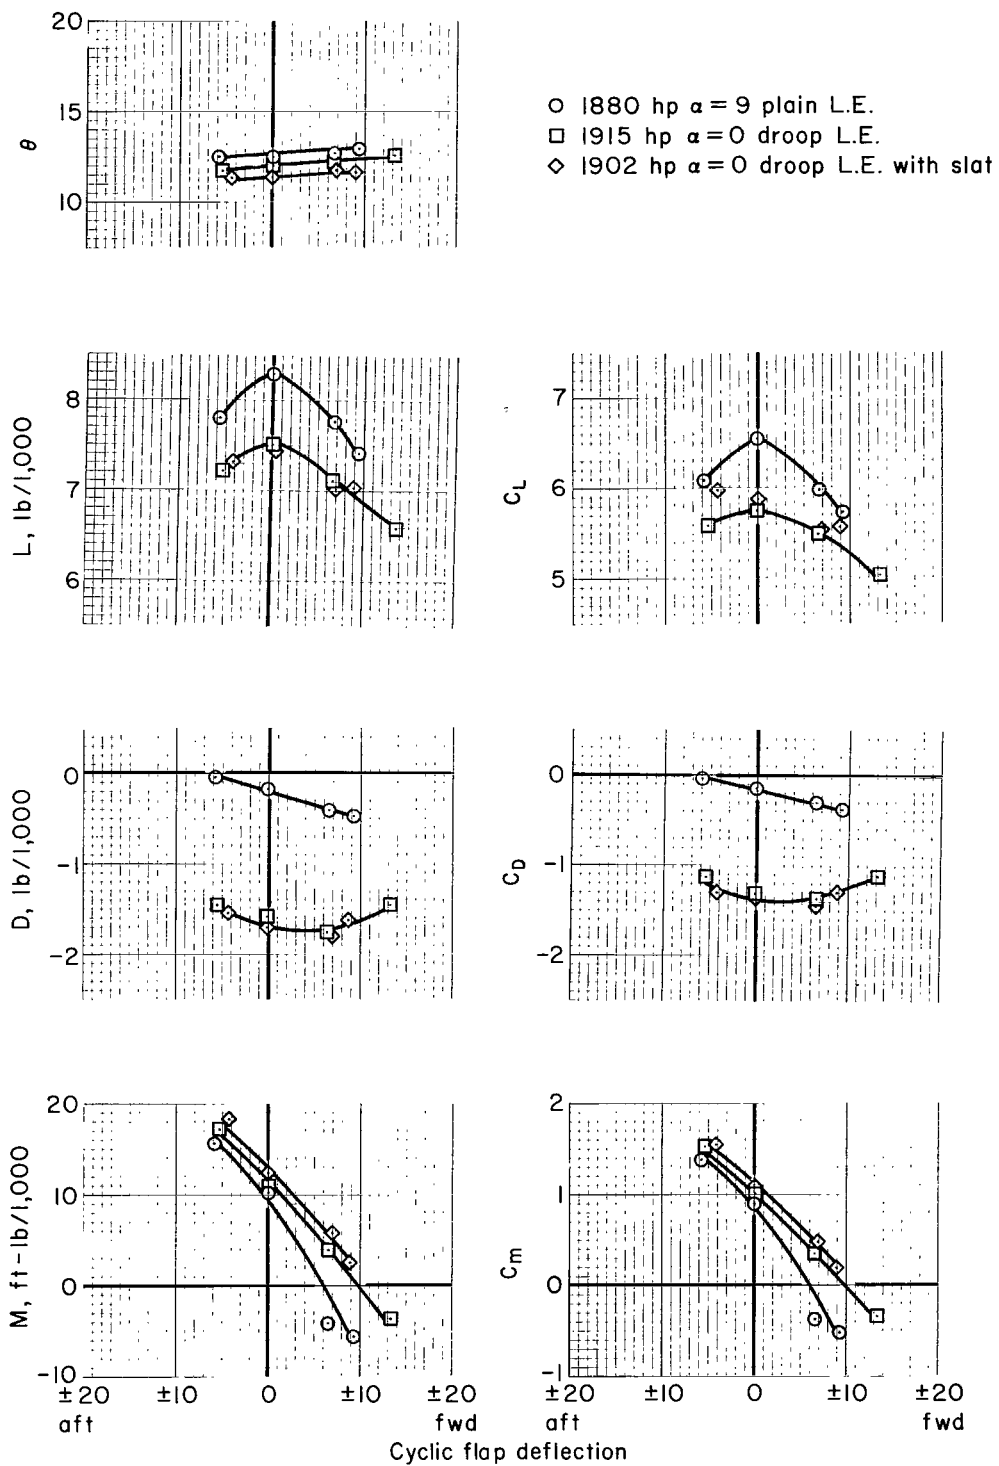 20
15
10
θ
○ 1880 hp α = 9 plain L.E.
□ 1915 hp α = 0 droop L.E.
◇ 1902 hp α = 0 droop L.E. with slat
8
7
6
L, lb/1,000
7
6
5
C_L
0
-1
-2
D, lb/1,000
0
-1
-2
C_D
20
10
0
-10
M, ft-lb/1,000
2
1
0
-1
C_m
±20 ±10 0 ±10 ±20
aft fwd
±20 ±10 0 ±10 ±20
aft fwd
Cyclic flap deflection